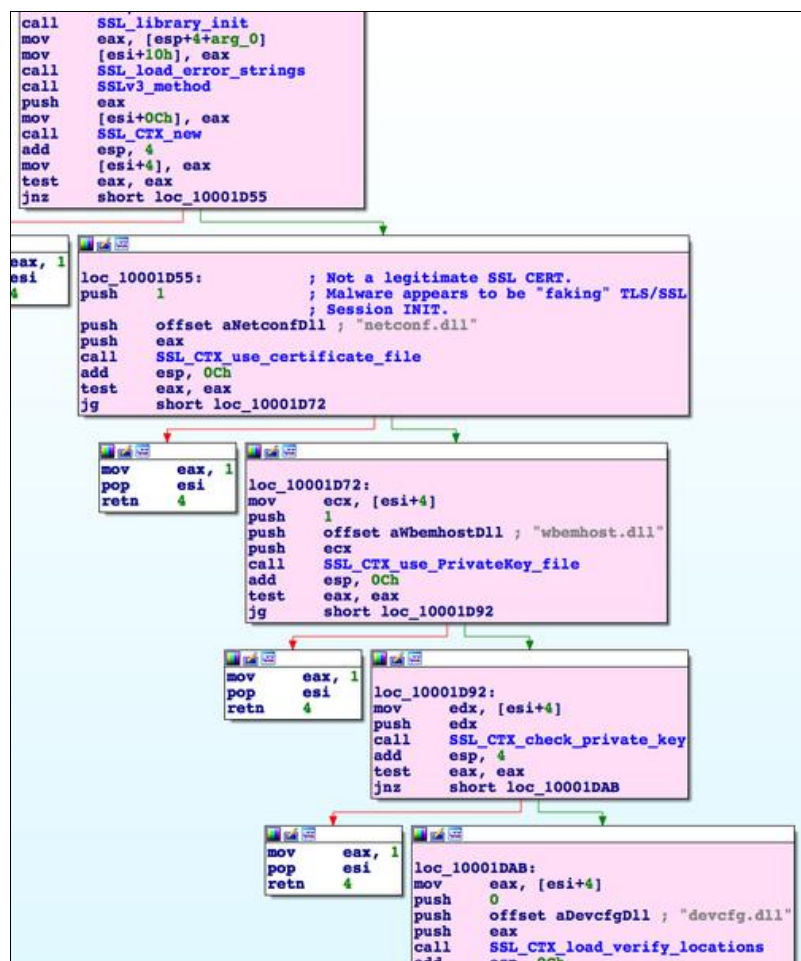 call SSL_library_init
mov eax, [esp+4+arg_0]
mov [esi+10h], eax
call SSL_load_error_strings
call SSLv3_method
push eax
mov [esi+0Ch], eax
call SSL_CTX_new
add esp, 4
mov [esi+4], eax
test eax, eax
jnz short loc_10001D55
eax, 1
esi
4
loc_10001D55: ; Not a legitimate SSL CERT.
push 1 ; Malware appears to be "faking" TLS/SSL
; Session INIT.
push offset aNetconfDll ; "netconf.dll"
push eax
call SSL_CTX_use_certificate_file
add esp, 0Ch
test eax, eax
jg short loc_10001D72
mov eax, 1
pop esi
retn 4
loc_10001D72:
mov ecx, [esi+4]
push 1
push offset aWbemhostDll ; "wbemhost.dll"
push ecx
call SSL_CTX_use_PrivateKey_file
add esp, 0Ch
test eax, eax
jg short loc_10001D92
mov eax, 1
pop esi
retn 4
loc_10001D92:
mov edx, [esi+4]
push edx
call SSL_CTX_check_private_key
add esp, 4
test eax, eax
jnz short loc_10001DAB
mov eax, 1
pop esi
retn 4
loc_10001DAB:
mov eax, [esi+4]
push 0
push offset aDevcfgDll ; "devcfg.dll"
push eax
call SSL_CTX_load_verify_locations
add esp, 0Ch